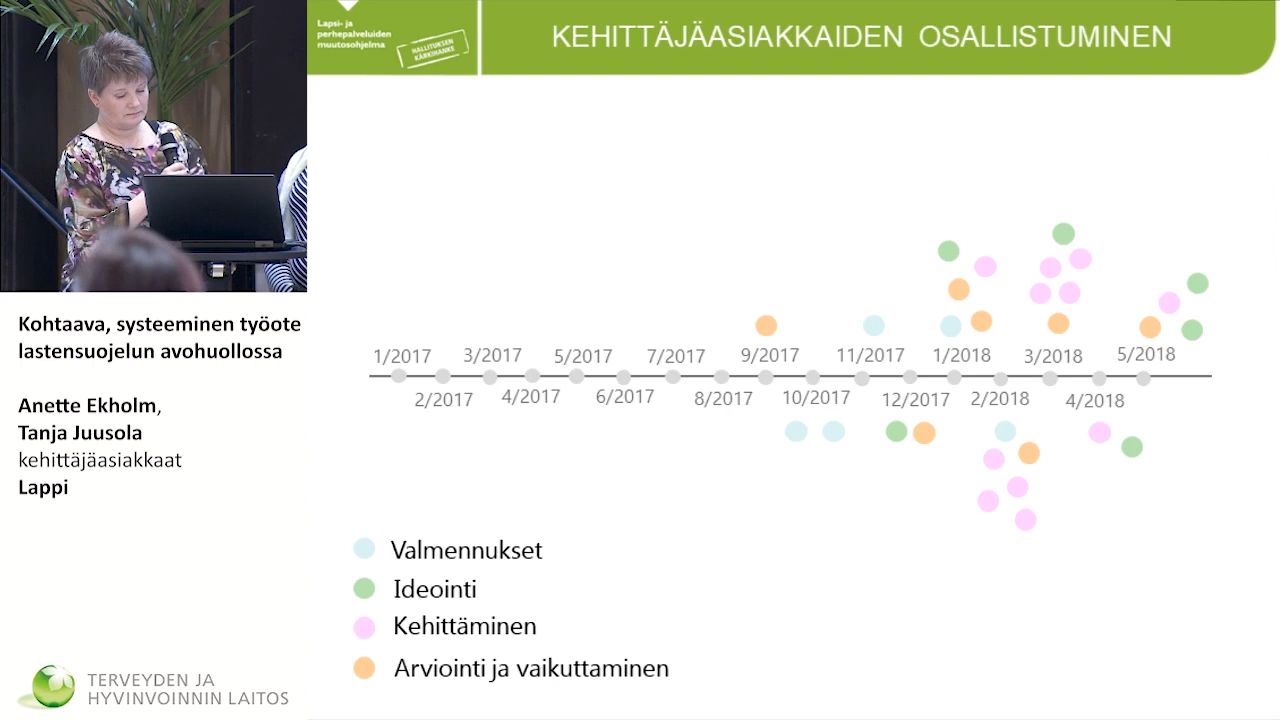 Lapsi- ja
perhepalveluiden
muutosohjelma
HALLITUKSEN
KÄRKIHANKE
KEHITTÄJÄASIAKKAIDEN OSALLISTUMINEN
Kohtaava, systeeminen työote
lastensuojelun avohuollossa
Anette Ekholm,
Tanja Juusola
kehittäjäasiakkaat
Lappi
1/2017 3/2017 5/2017 7/2017 9/2017 11/2017 1/2018 3/2018 5/2018
2/2017 4/2017 6/2017 8/2017 10/2017 12/2017 2/2018 4/2018
Valmennukset
Ideointi
Kehittäminen
Arviointi ja vaikuttaminen
TERVEYDEN JA
HYVINVOINNIN LAITOS